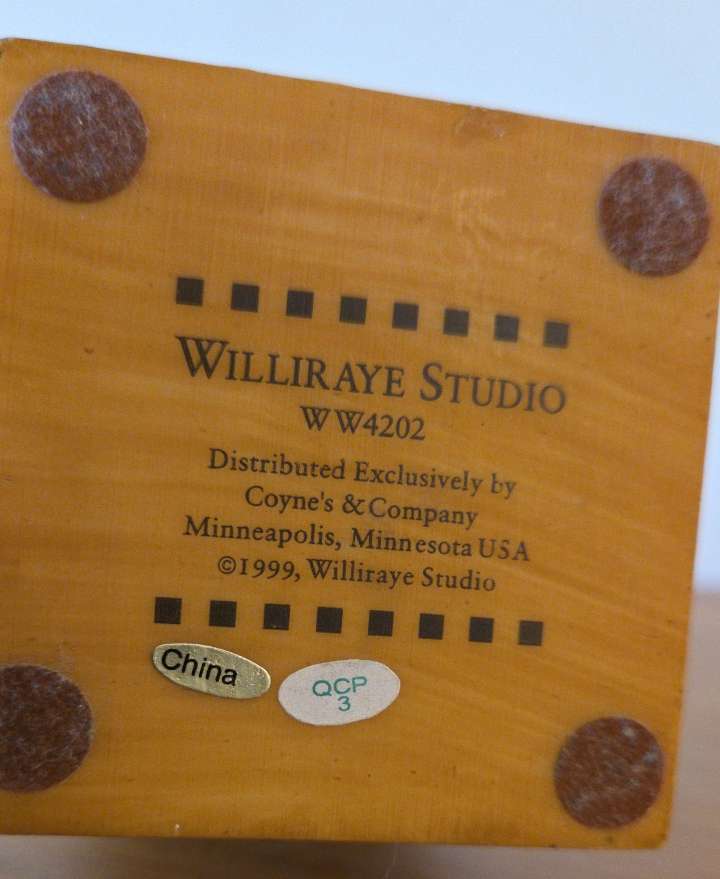 WILLIRAYE STUDIO
WW4202
Distributed Exclusively by
Coyne's & Company
Minneapolis, Minnesota USA
©1999, Williraye Studio
China
QCP
3